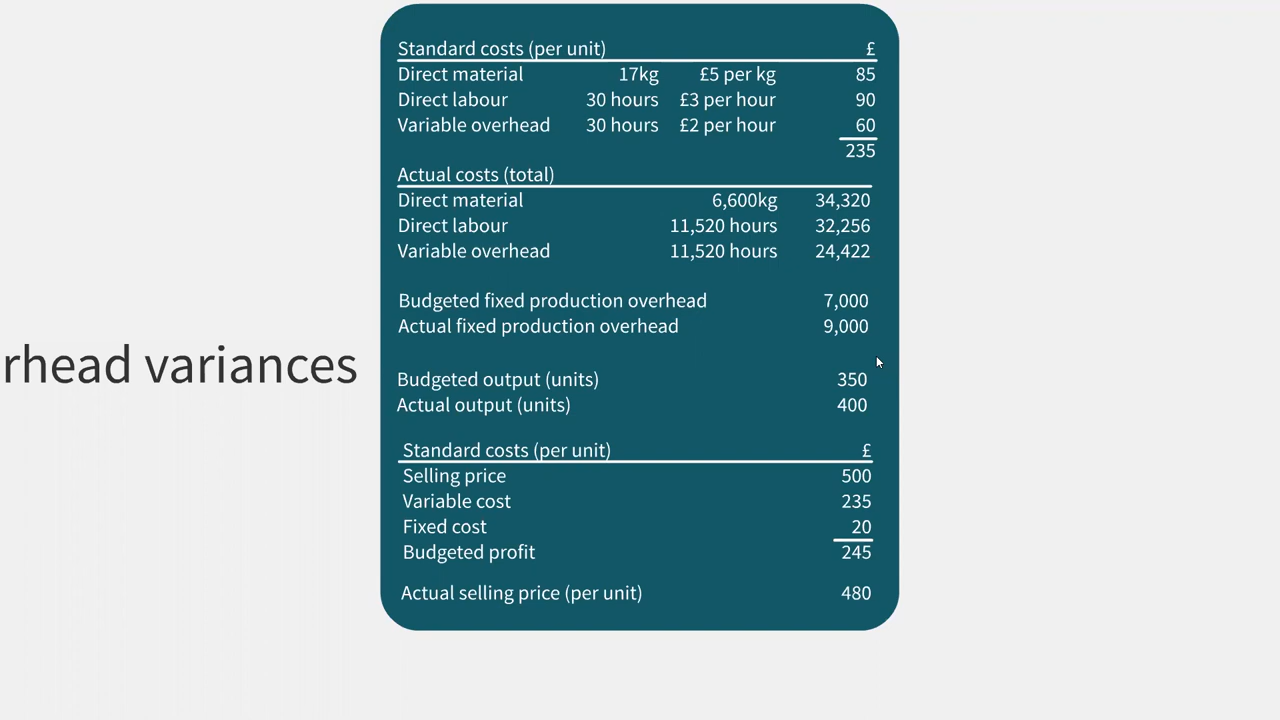 Standard costs (per unit) £
Direct material 17kg £5 per kg 85
Direct labour 30 hours £3 per hour 90
Variable overhead 30 hours £2 per hour 60
235
Actual costs (total)
Direct material 6,600kg 34,320
Direct labour 11,520 hours 32,256
Variable overhead 11,520 hours 24,422
Budgeted fixed production overhead 7,000
Actual fixed production overhead 9,000
rhead variances
Budgeted output (units) 350
Actual output (units) 400
Standard costs (per unit) £
Selling price 500
Variable cost 235
Fixed cost 20
Budgeted profit 245
Actual selling price (per unit) 480